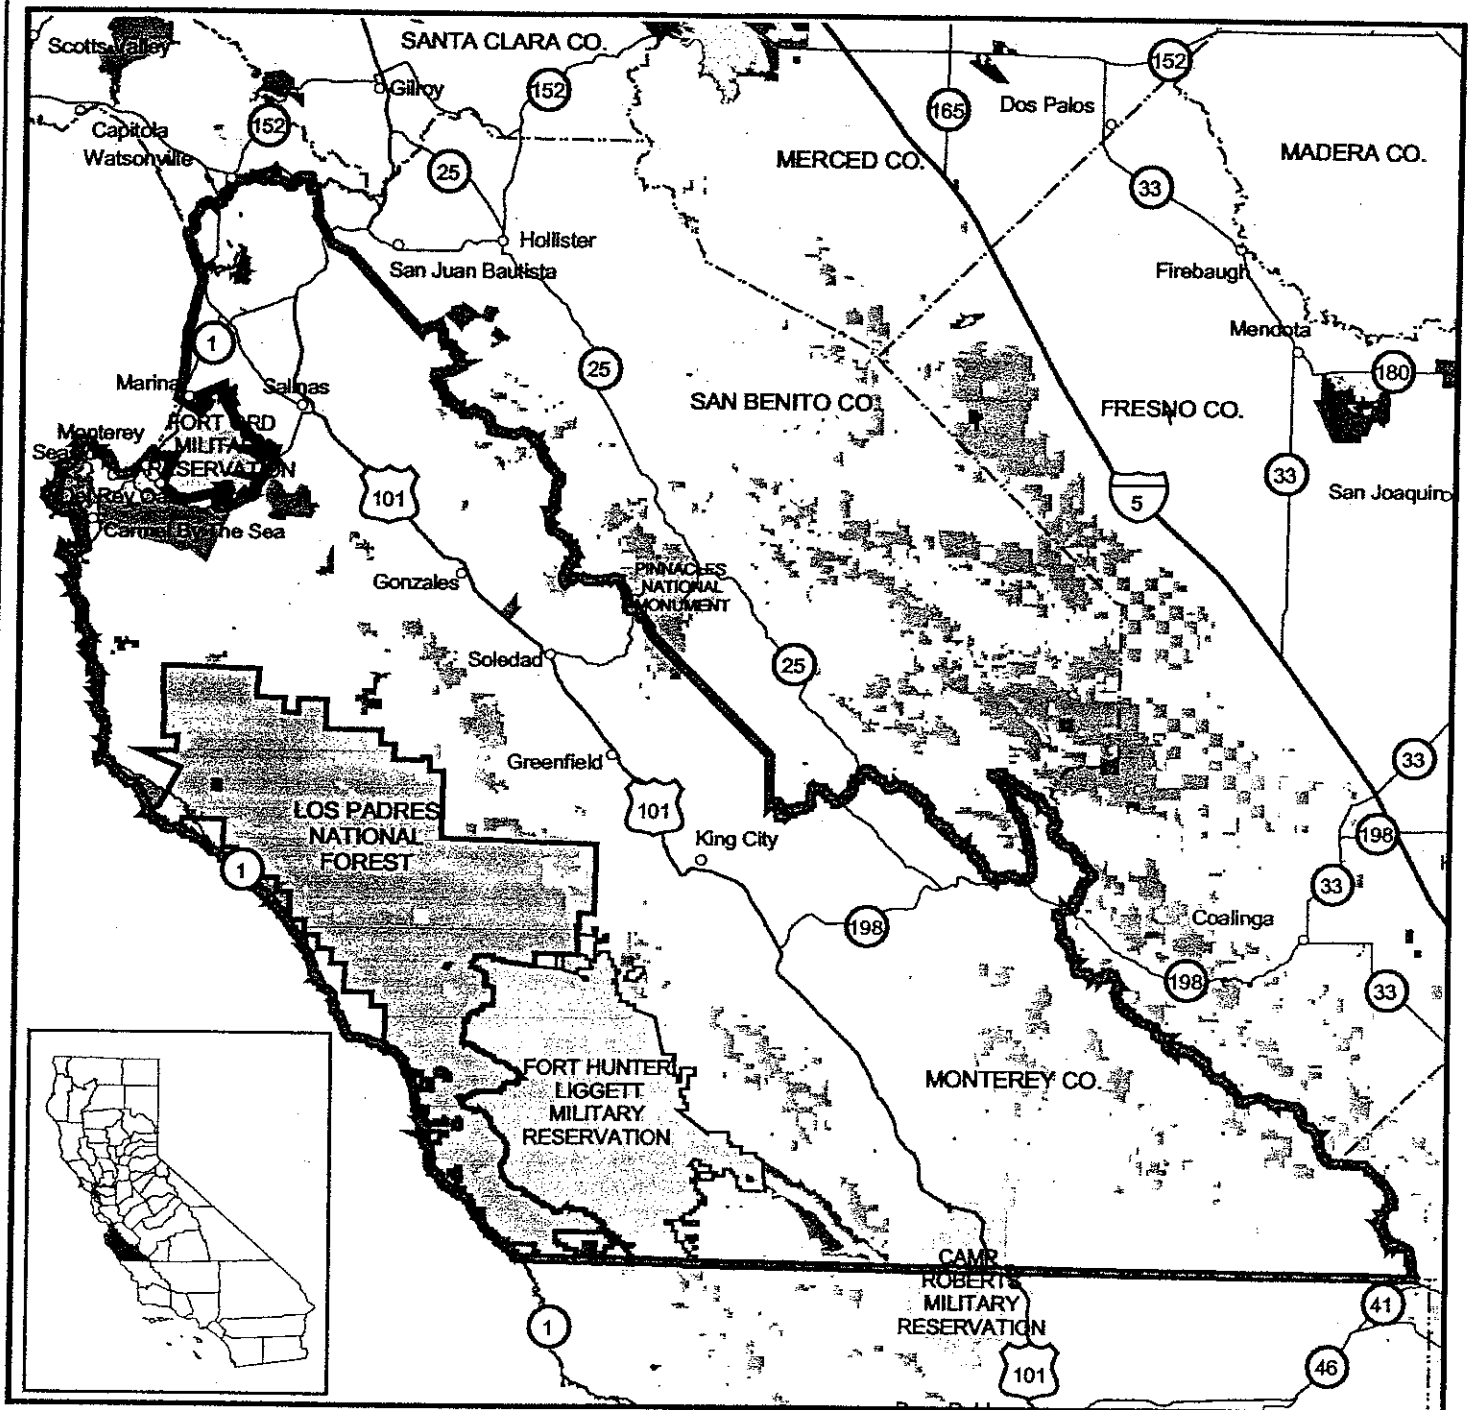 SANTA CLARA CO.
Scotts Valley
Gilroy
152
152
165
Dos Palos
152
Capitola
Watsonville
25
MERCED CO.
MADERA CO.
33
Hollister
San Juan Bautista
Firebaugh
Mendota
1
25
180
Marina
Salinas
SAN BENITO CO.
FRESNO CO.
FORT ORD
MILITARY
RESERVATION
Monterey
Del Rey Oaks
Carmel By The Sea
101
5
33
San Joaquin
Gonzales
PINNACLES
NATIONAL
MONUMENT
Soledad
25
Greenfield
33
101
LOS PADRES
NATIONAL
FOREST
King City
198
1
33
198
Coalinga
198
33
FORT HUNTER
LIGGETT
MILITARY
RESERVATION
MONTEREY CO.
CAMP
ROBERTS
MILITARY
RESERVATION
1
41
101
46